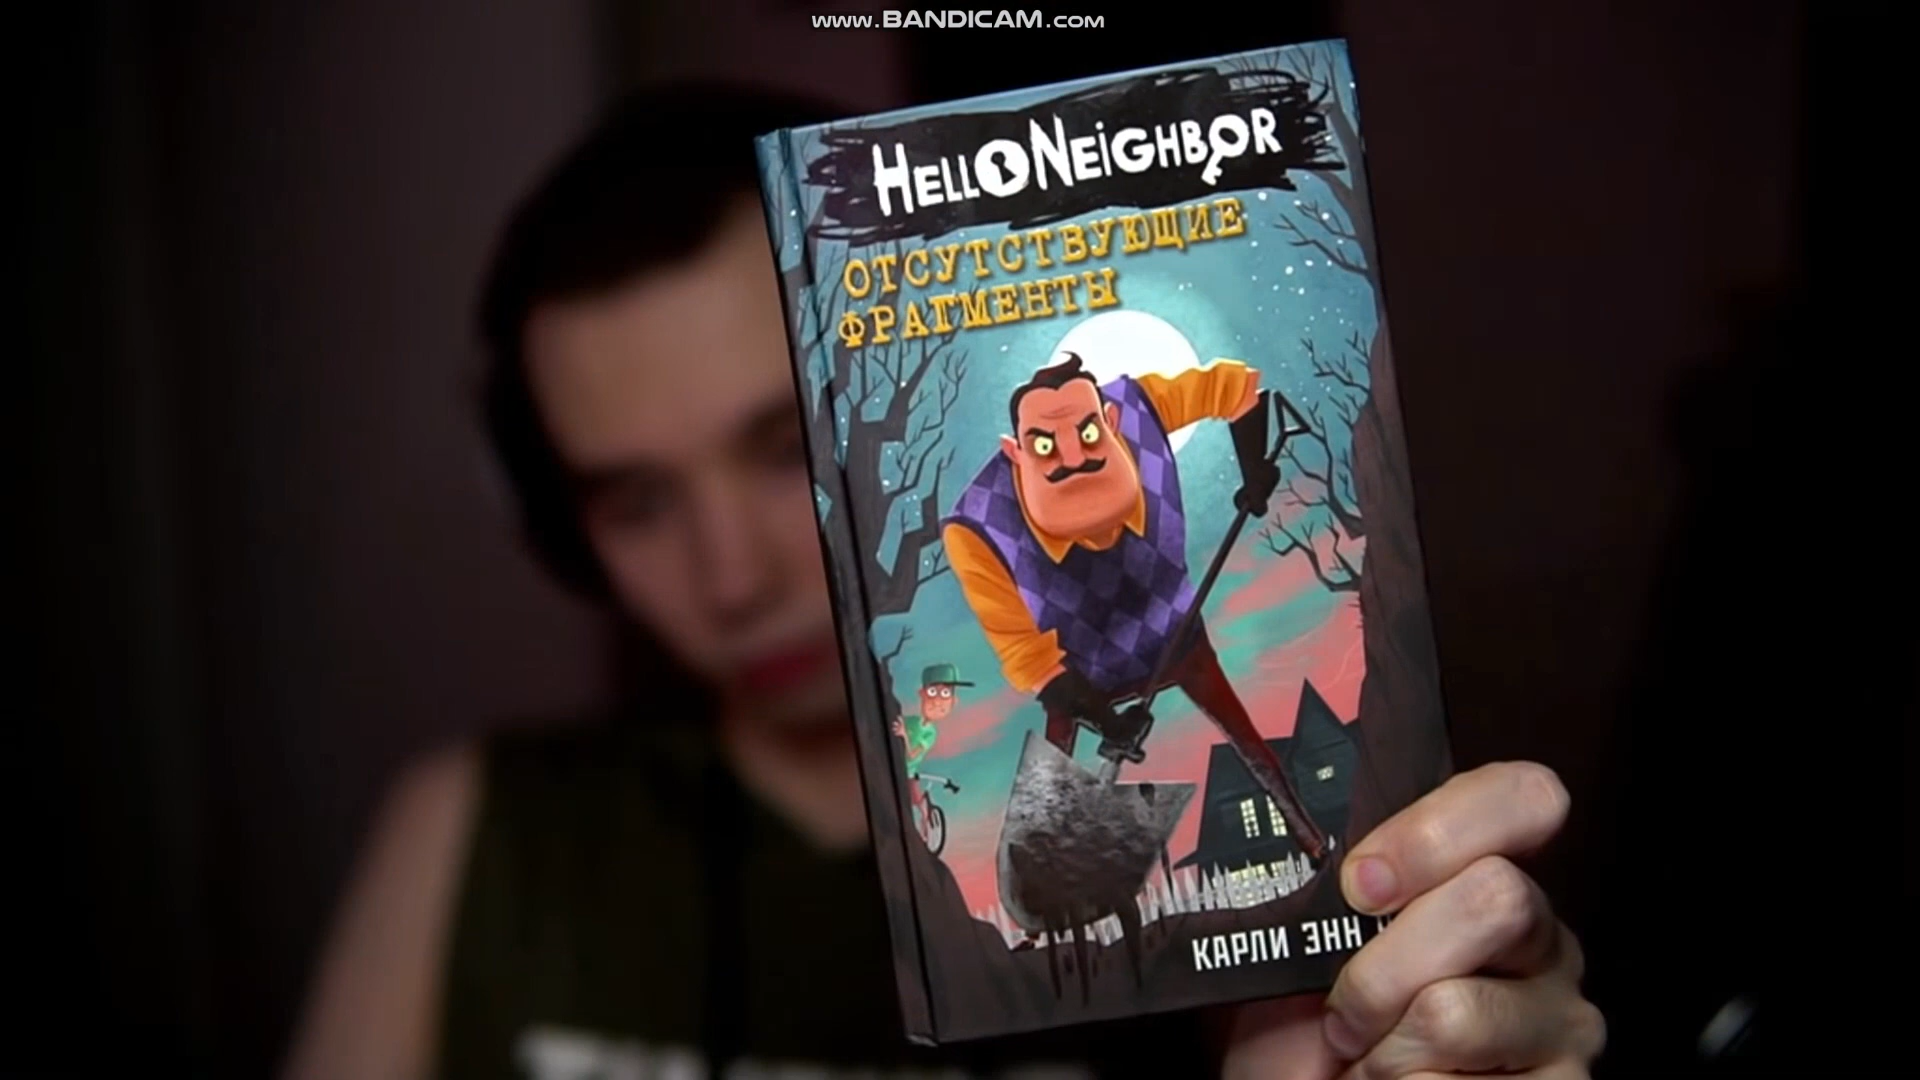 www.BANDICAM.com
HELLO NEIGHBOR
ОТСУТСТВУЮЩИЕ
ФРАГМЕНТЫ
КАРЛИ ЭНН